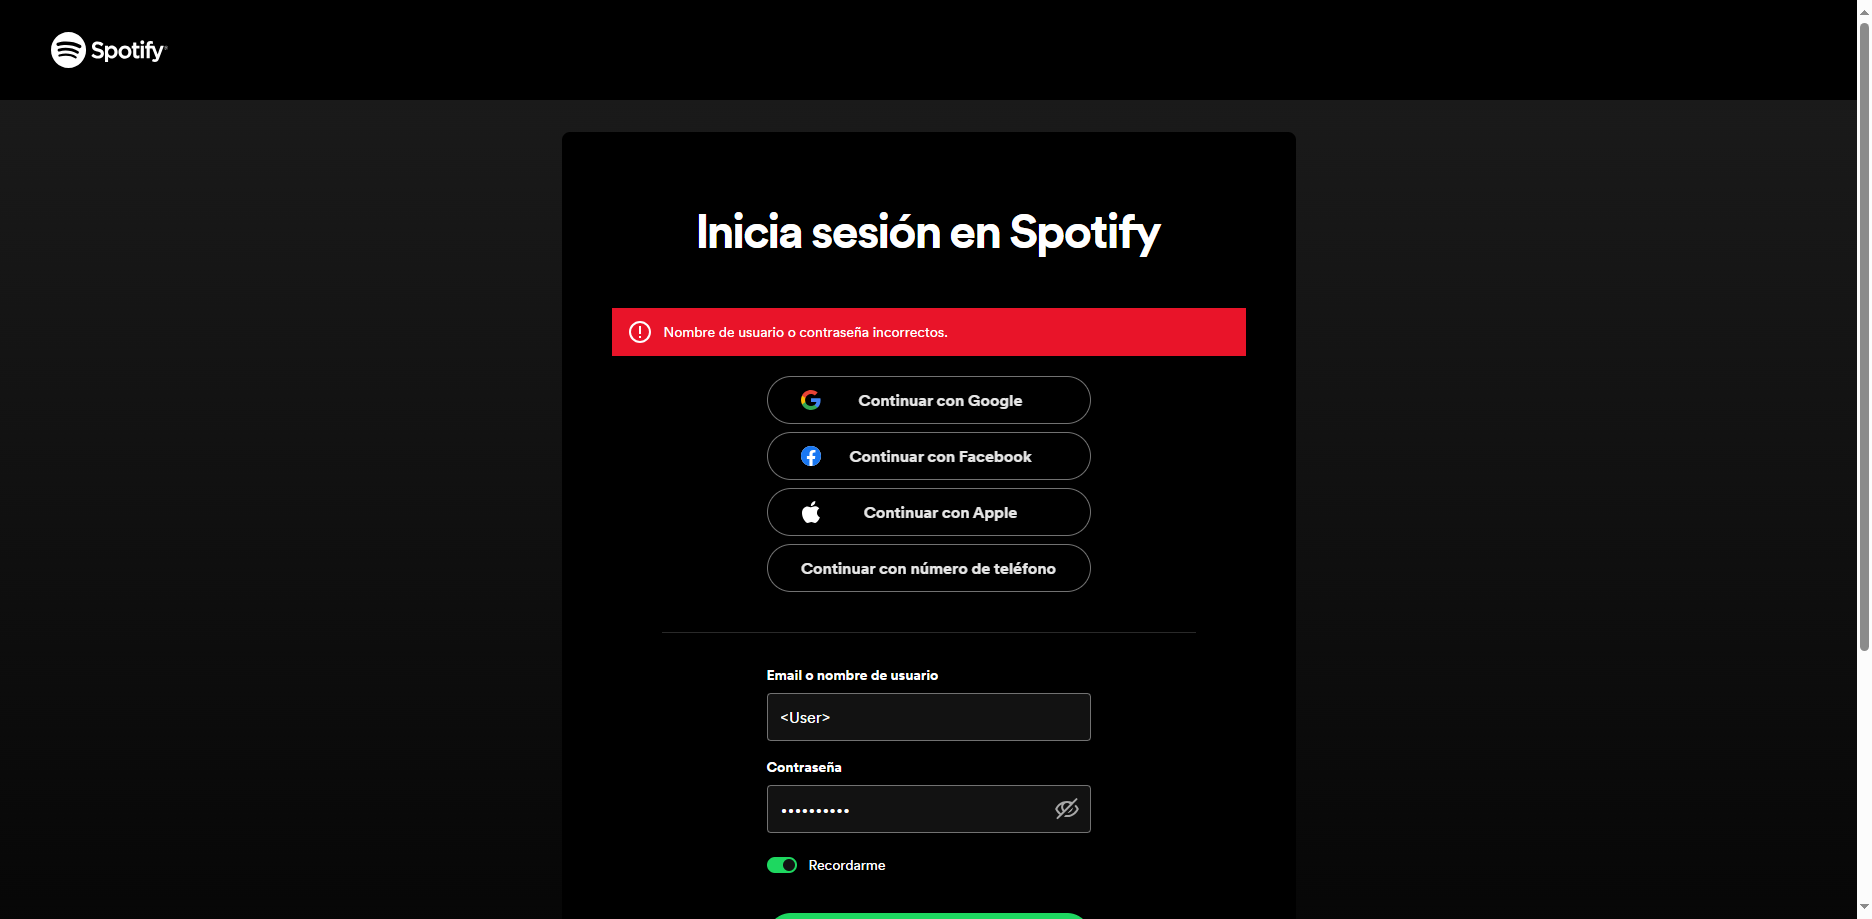 Spotify
Inicia sesión en Spotify
Nombre de usuario o contraseña incorrectos.
Continuar con Google
Continuar con Facebook
Continuar con Apple
Continuar con número de teléfono
Email o nombre de usuario
<User>
Contraseña
••••••••••
Recordarme